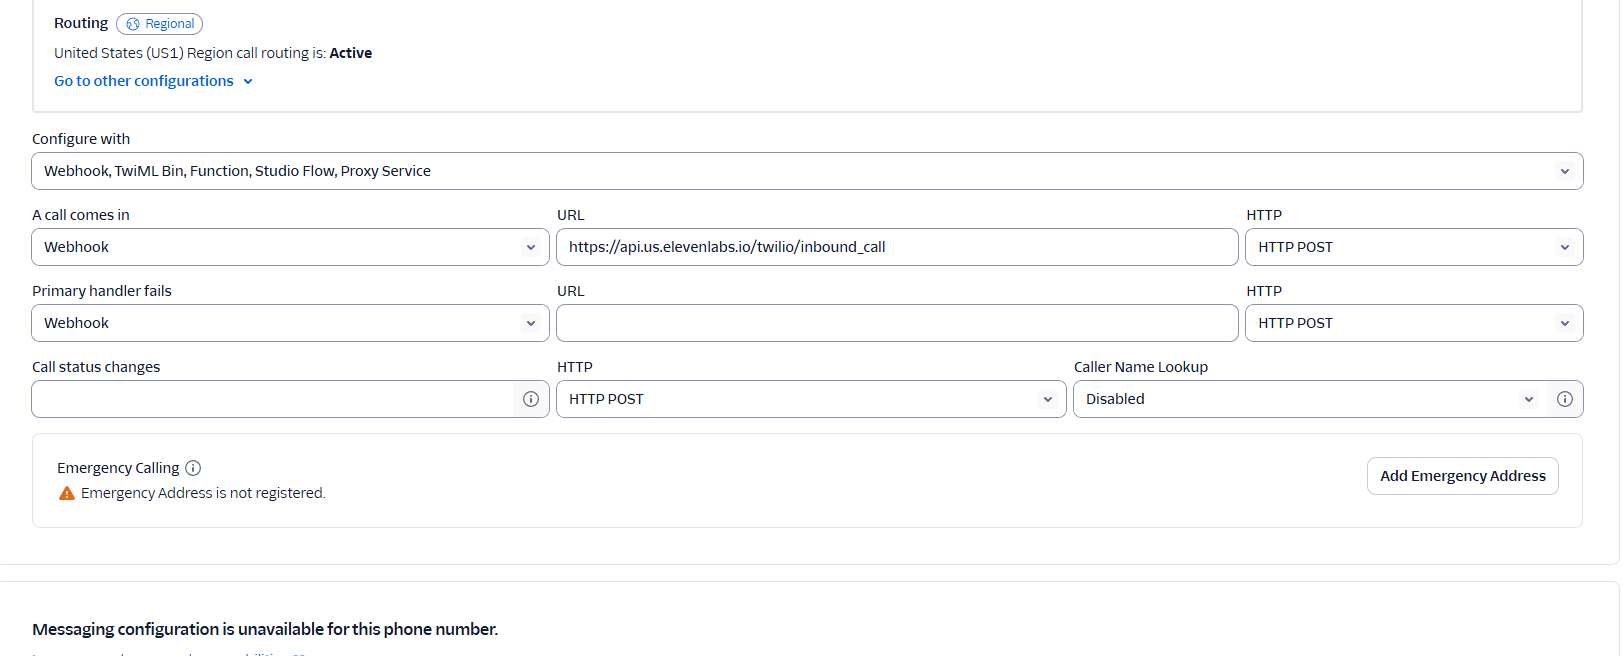 Routing Regional
United States (US1) Region call routing is: Active
Go to other configurations
Configure with
Webhook, TwiML Bin, Function, Studio Flow, Proxy Service
A call comes in URL HTTP
Webhook https://api.us.elevenlabs.io/twilio/inbound_call HTTP POST
Primary handler fails URL HTTP
Webhook HTTP POST
Call status changes HTTP Caller Name Lookup
HTTP POST Disabled
Emergency Calling
Emergency Address is not registered.
Add Emergency Address
Messaging configuration is unavailable for this phone number.